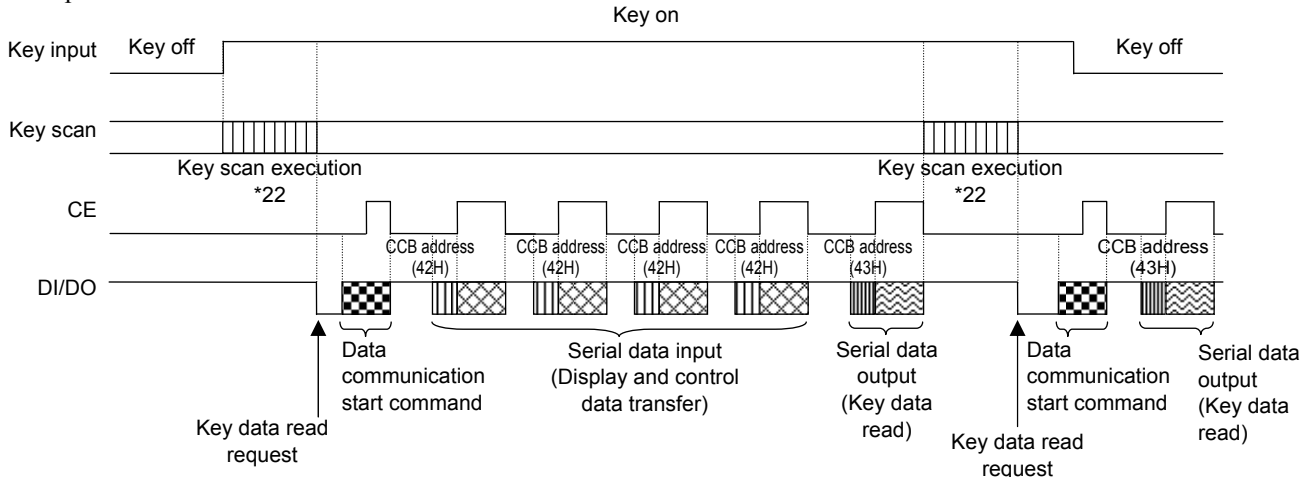 Key on
Key input
Key off
Key off
Key scan
Key scan execution
*22
Key scan execution
*22
CE
CCB address
(42H)
CCB address
(42H)
CCB address
(42H)
CCB address
(42H)
CCB address
(43H)
CCB address
(43H)
DI/DO
Data
communication
start command
Serial data input
(Display and control
data transfer)
Serial data
output
(Key data
read)
Data
communication
start command
Serial data
output
(Key data
read)
Key data read
request
Key data read
request